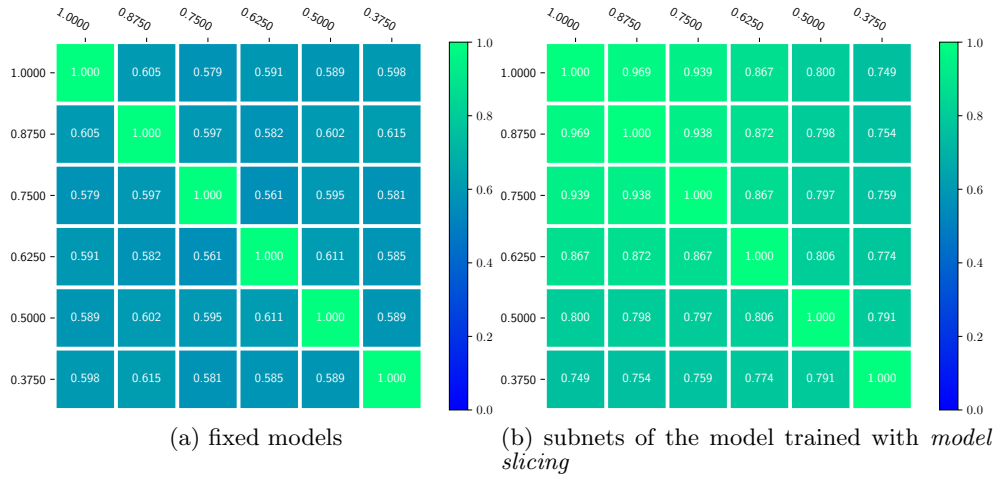 1.0000 0.8750 0.7500 0.6250 0.5000 0.3750
1.0000 1.000 0.605 0.579 0.591 0.589 0.598
0.8750 0.605 1.000 0.597 0.582 0.602 0.615
0.7500 0.579 0.597 1.000 0.561 0.595 0.581
0.6250 0.591 0.582 0.561 1.000 0.611 0.585
0.5000 0.589 0.602 0.595 0.611 1.000 0.589
0.3750 0.598 0.615 0.581 0.585 0.589 1.000
1.0
0.8
0.6
0.4
0.2
0.0
(a) fixed models
1.0000 0.8750 0.7500 0.6250 0.5000 0.3750
1.0000 1.000 0.969 0.939 0.867 0.800 0.749
0.8750 0.969 1.000 0.938 0.872 0.798 0.754
0.7500 0.939 0.938 1.000 0.867 0.797 0.759
0.6250 0.867 0.872 0.867 1.000 0.806 0.774
0.5000 0.800 0.798 0.797 0.806 1.000 0.791
0.3750 0.749 0.754 0.759 0.774 0.791 1.000
1.0
0.8
0.6
0.4
0.2
0.0
(b) subnets of the model trained with model
slicing